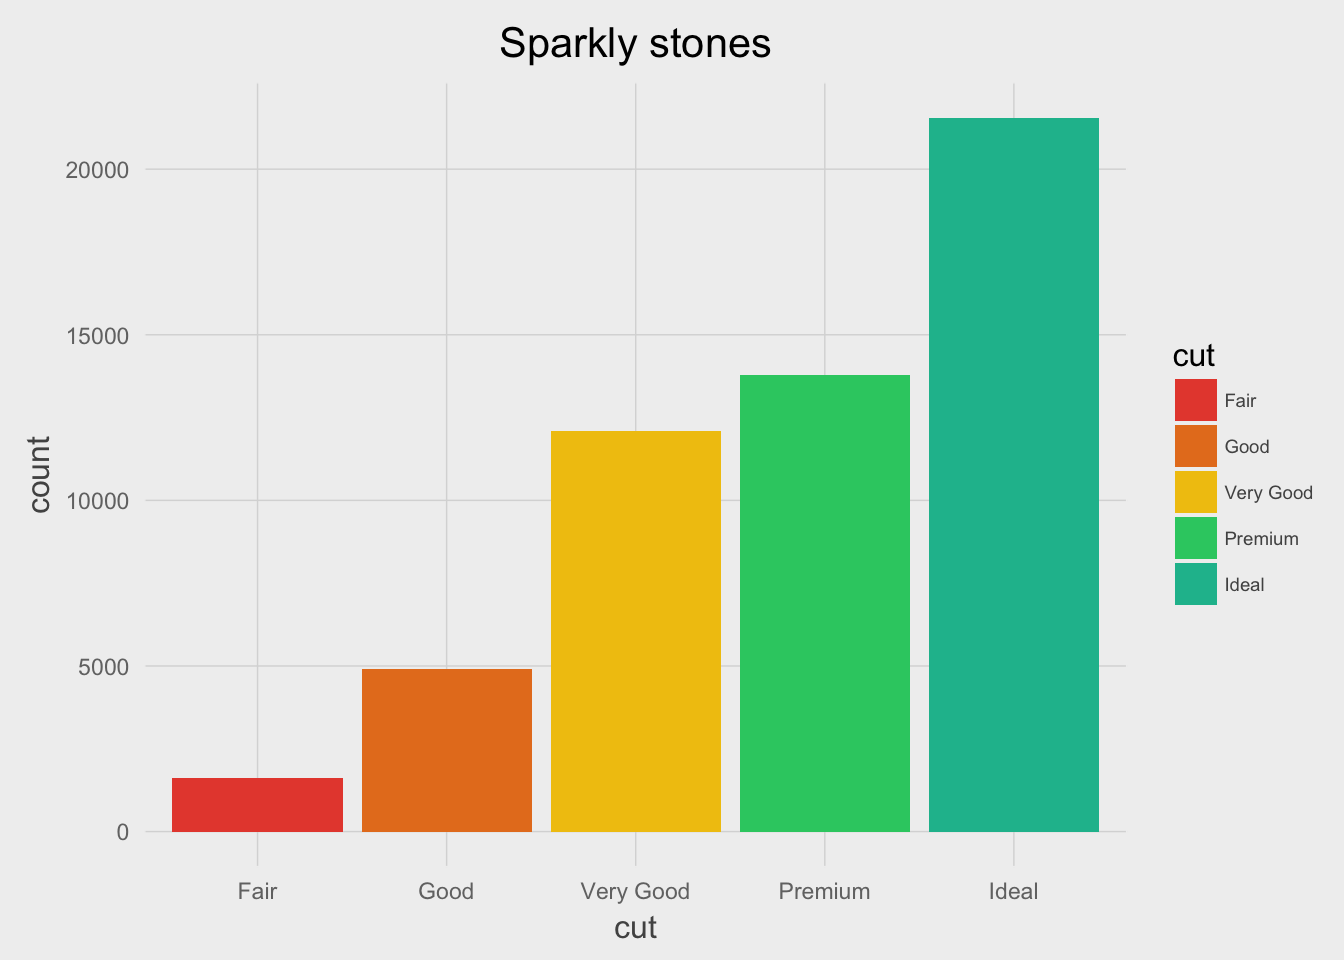 Sparkly stones
count
20000
15000
10000
5000
0
Fair
Good
Very Good
Premium
Ideal
cut
cut
Fair
Good
Very Good
Premium
Ideal